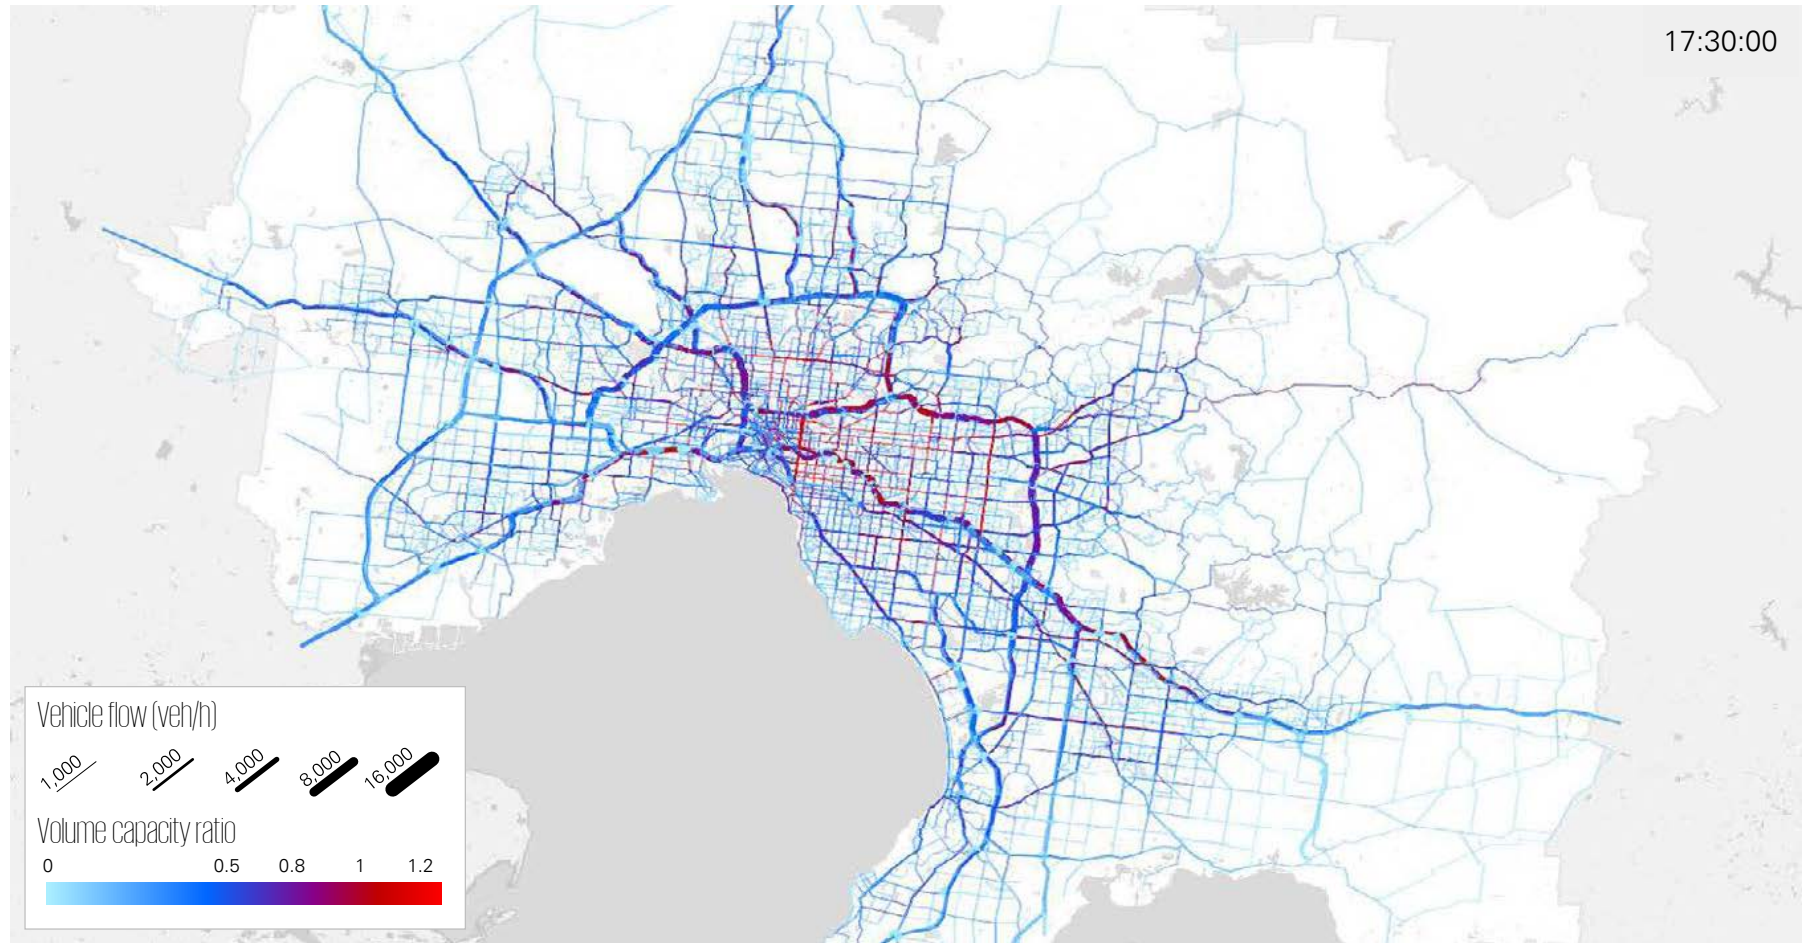 17:30:00
Vehicle flow (veh/h)
1,000 2,000 4,000 8,000 16,000
Volume capacity ratio
0 0.5 0.8 1 1.2